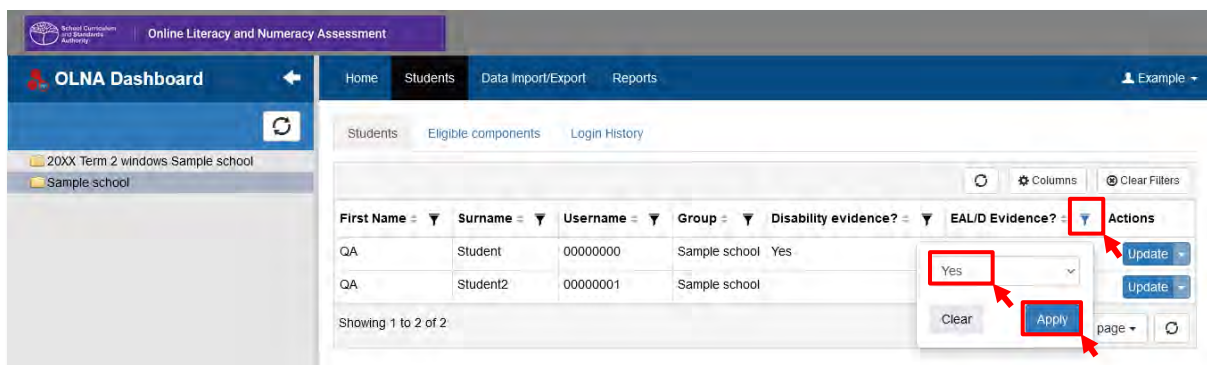 School Curriculum
and Standards
Authority
Online Literacy and Numeracy Assessment
OLNA Dashboard
Home Students Data Import/Export Reports Example
20XX Term 2 windows Sample school
Sample school
Students Eligible components Login History
Columns Clear Filters
First Name Surname Username Group Disability evidence? EAL/D Evidence? Actions
QA Student 00000000 Sample school Yes Update
QA Student2 00000001 Sample school Update
Yes
Clear Apply
Showing 1 to 2 of 2 page